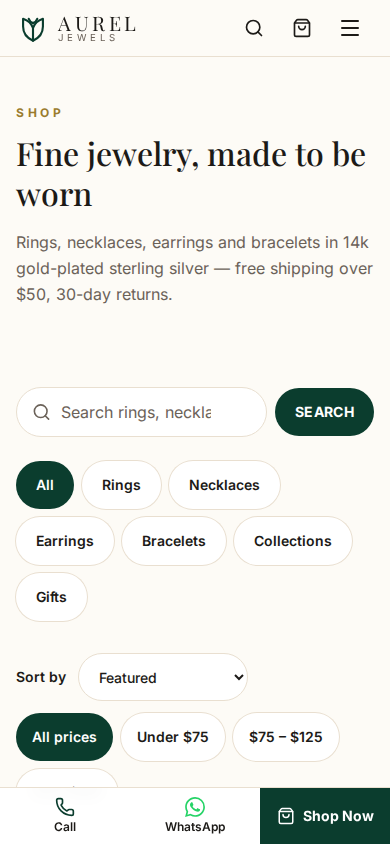 AUREL
JEWELS
SHOP
Fine jewelry, made to be
worn
Rings, necklaces, earrings and bracelets in 14k
gold-plated sterling silver — free shipping over
$50, 30-day returns.
Search rings, neckla
SEARCH
All
Rings
Necklaces
Earrings
Bracelets
Collections
Gifts
Sort by
Featured
All prices
Under $75
$75 – $125
Call
WhatsApp
Shop Now